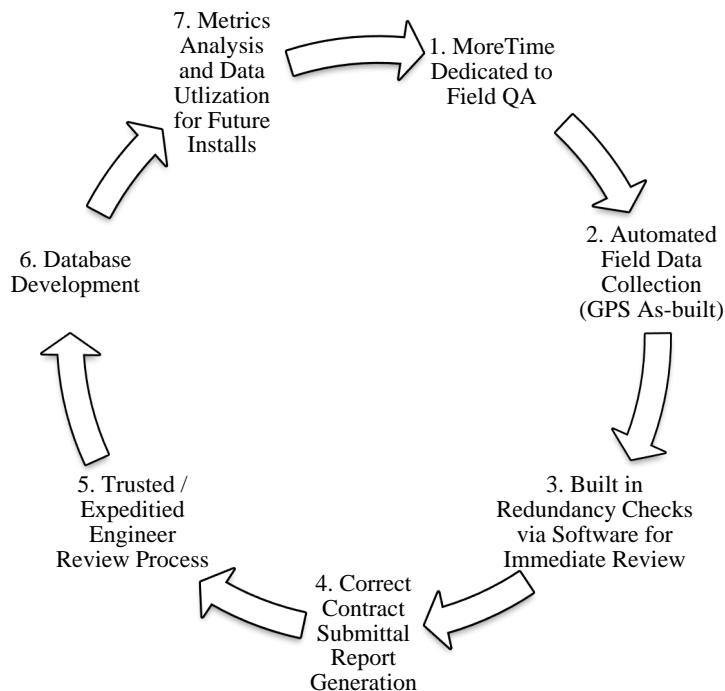 1. MoreTime
Dedicated to
Field QA
2. Automated
Field Data
Collection
(GPS As-built)
3. Built in
Redundancy Checks
via Software for
Immediate Review
4. Correct
Contract
Submittal
Report
Generation
5. Trusted /
Expeditied
Engineer
Review Process
6. Database
Development
7. Metrics
Analysis
and Data
Utlization
for Future
Installs